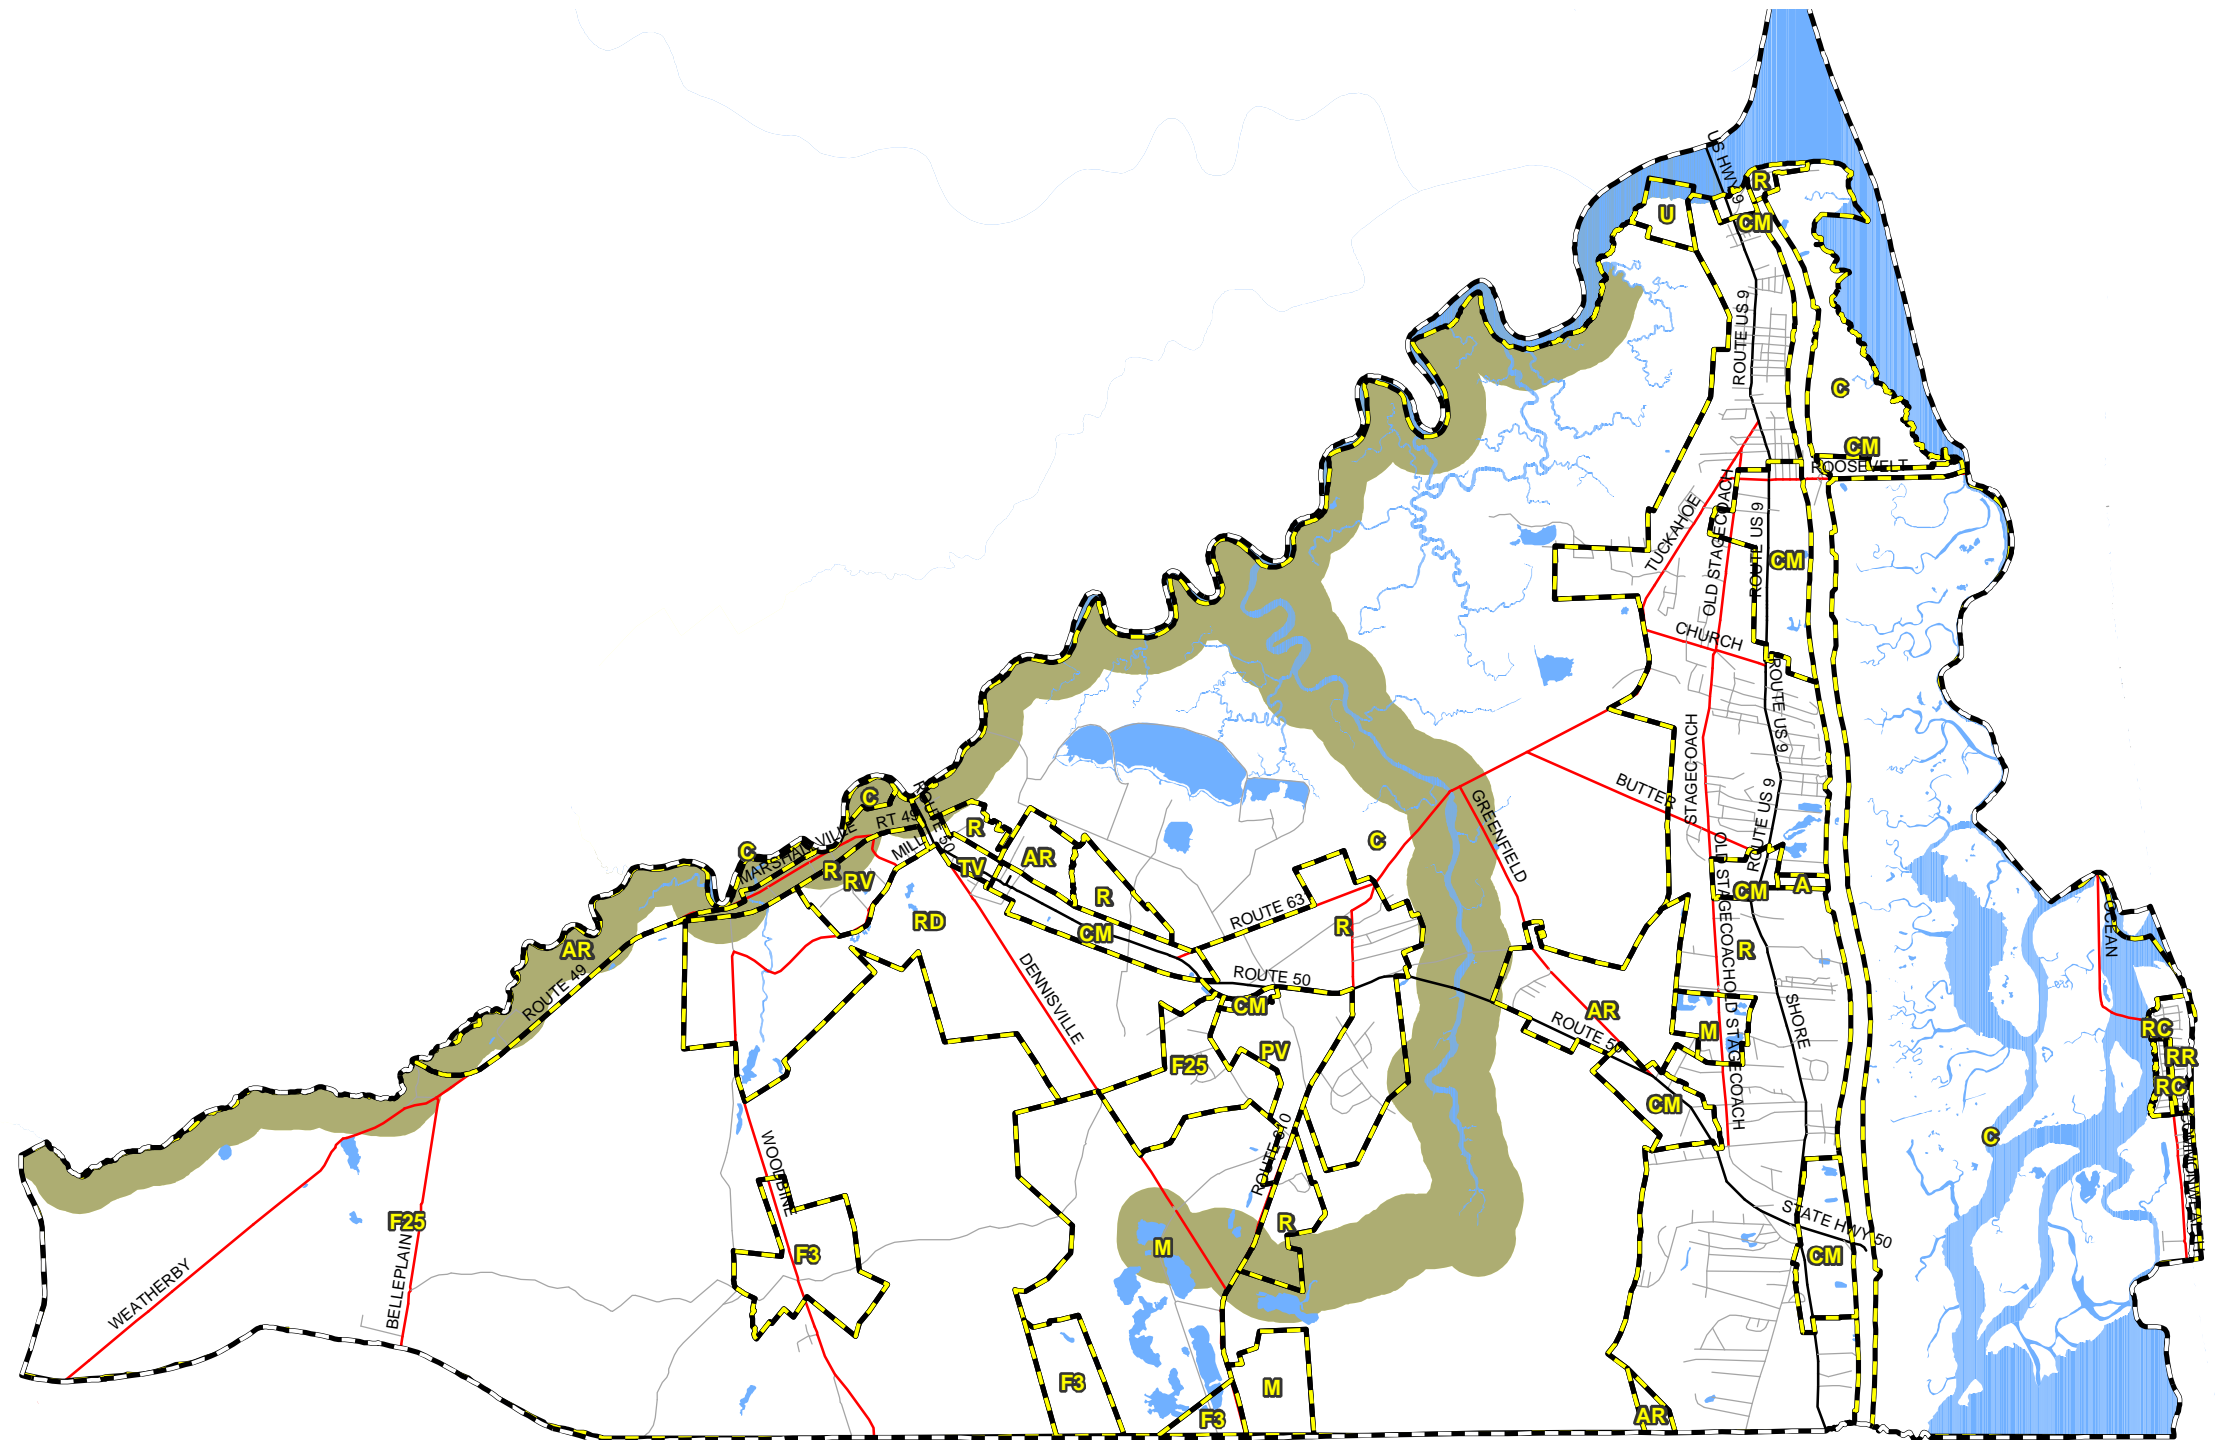 US HWY 9
R
U
CM
ROUTE US 9
C
CM
ROOSEVELT
TUCKAHOE
OLD STAGECOACH
ROUTE US 9
CM
CHURCH
ROUTE US 9
STAGECOACH
BUTTER
ROUTE US 9
GREENFIELD
C
ROUTE 50
C
MARSHALLVILLE
RT 49
MILL
R
TV
AR
R
C
R
RV
RD
CM
ROUTE 63
R
OLD STAGECOACH
CM
A
R
OCEAN
AR
ROUTE 49
DENNISVILLE
ROUTE 50
CM
PV
F25
AR
ROUTE 50
M
OLD STAGECOACH
SHORE
CM
RC
RR
RC
C
WOODBINE
F25
BELLEPLAIN
WEATHERBY
F3
M
R
STATE HWY 50
CM
F3
M
F3
AR